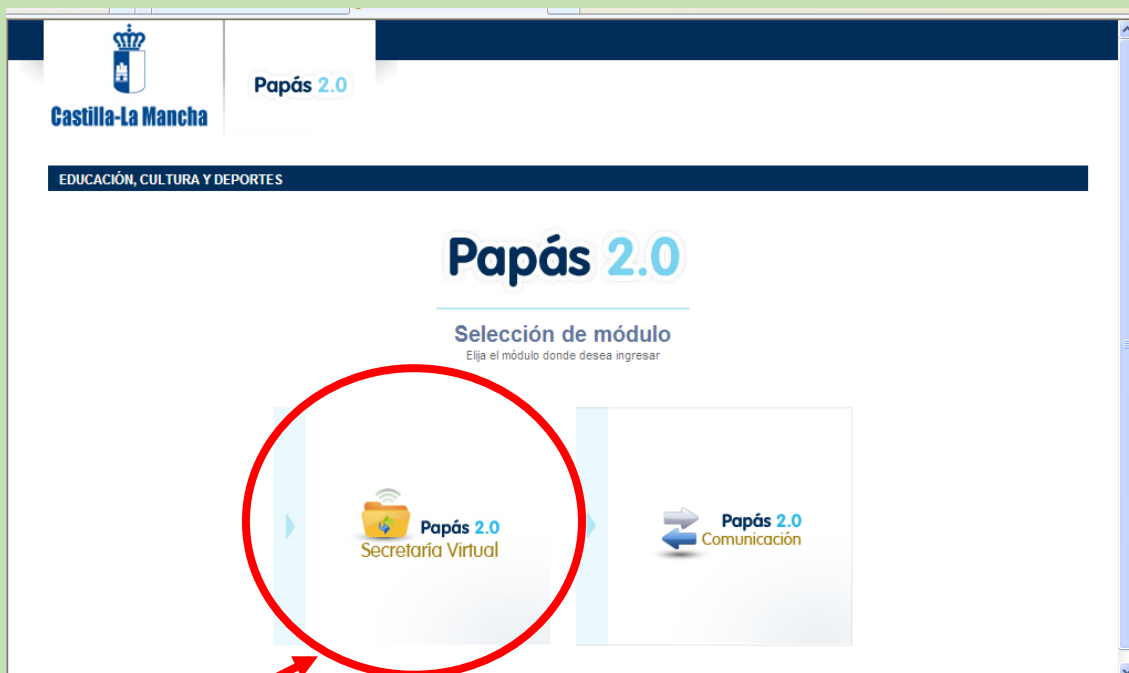 Castilla-La Mancha
Papás 2.0
EDUCACIÓN, CULTURA Y DEPORTES
Papás 2.0
Selección de módulo
Elija el módulo donde desea ingresar
Papás 2.0
Secretaría Virtual
Papás 2.0
Comunicación